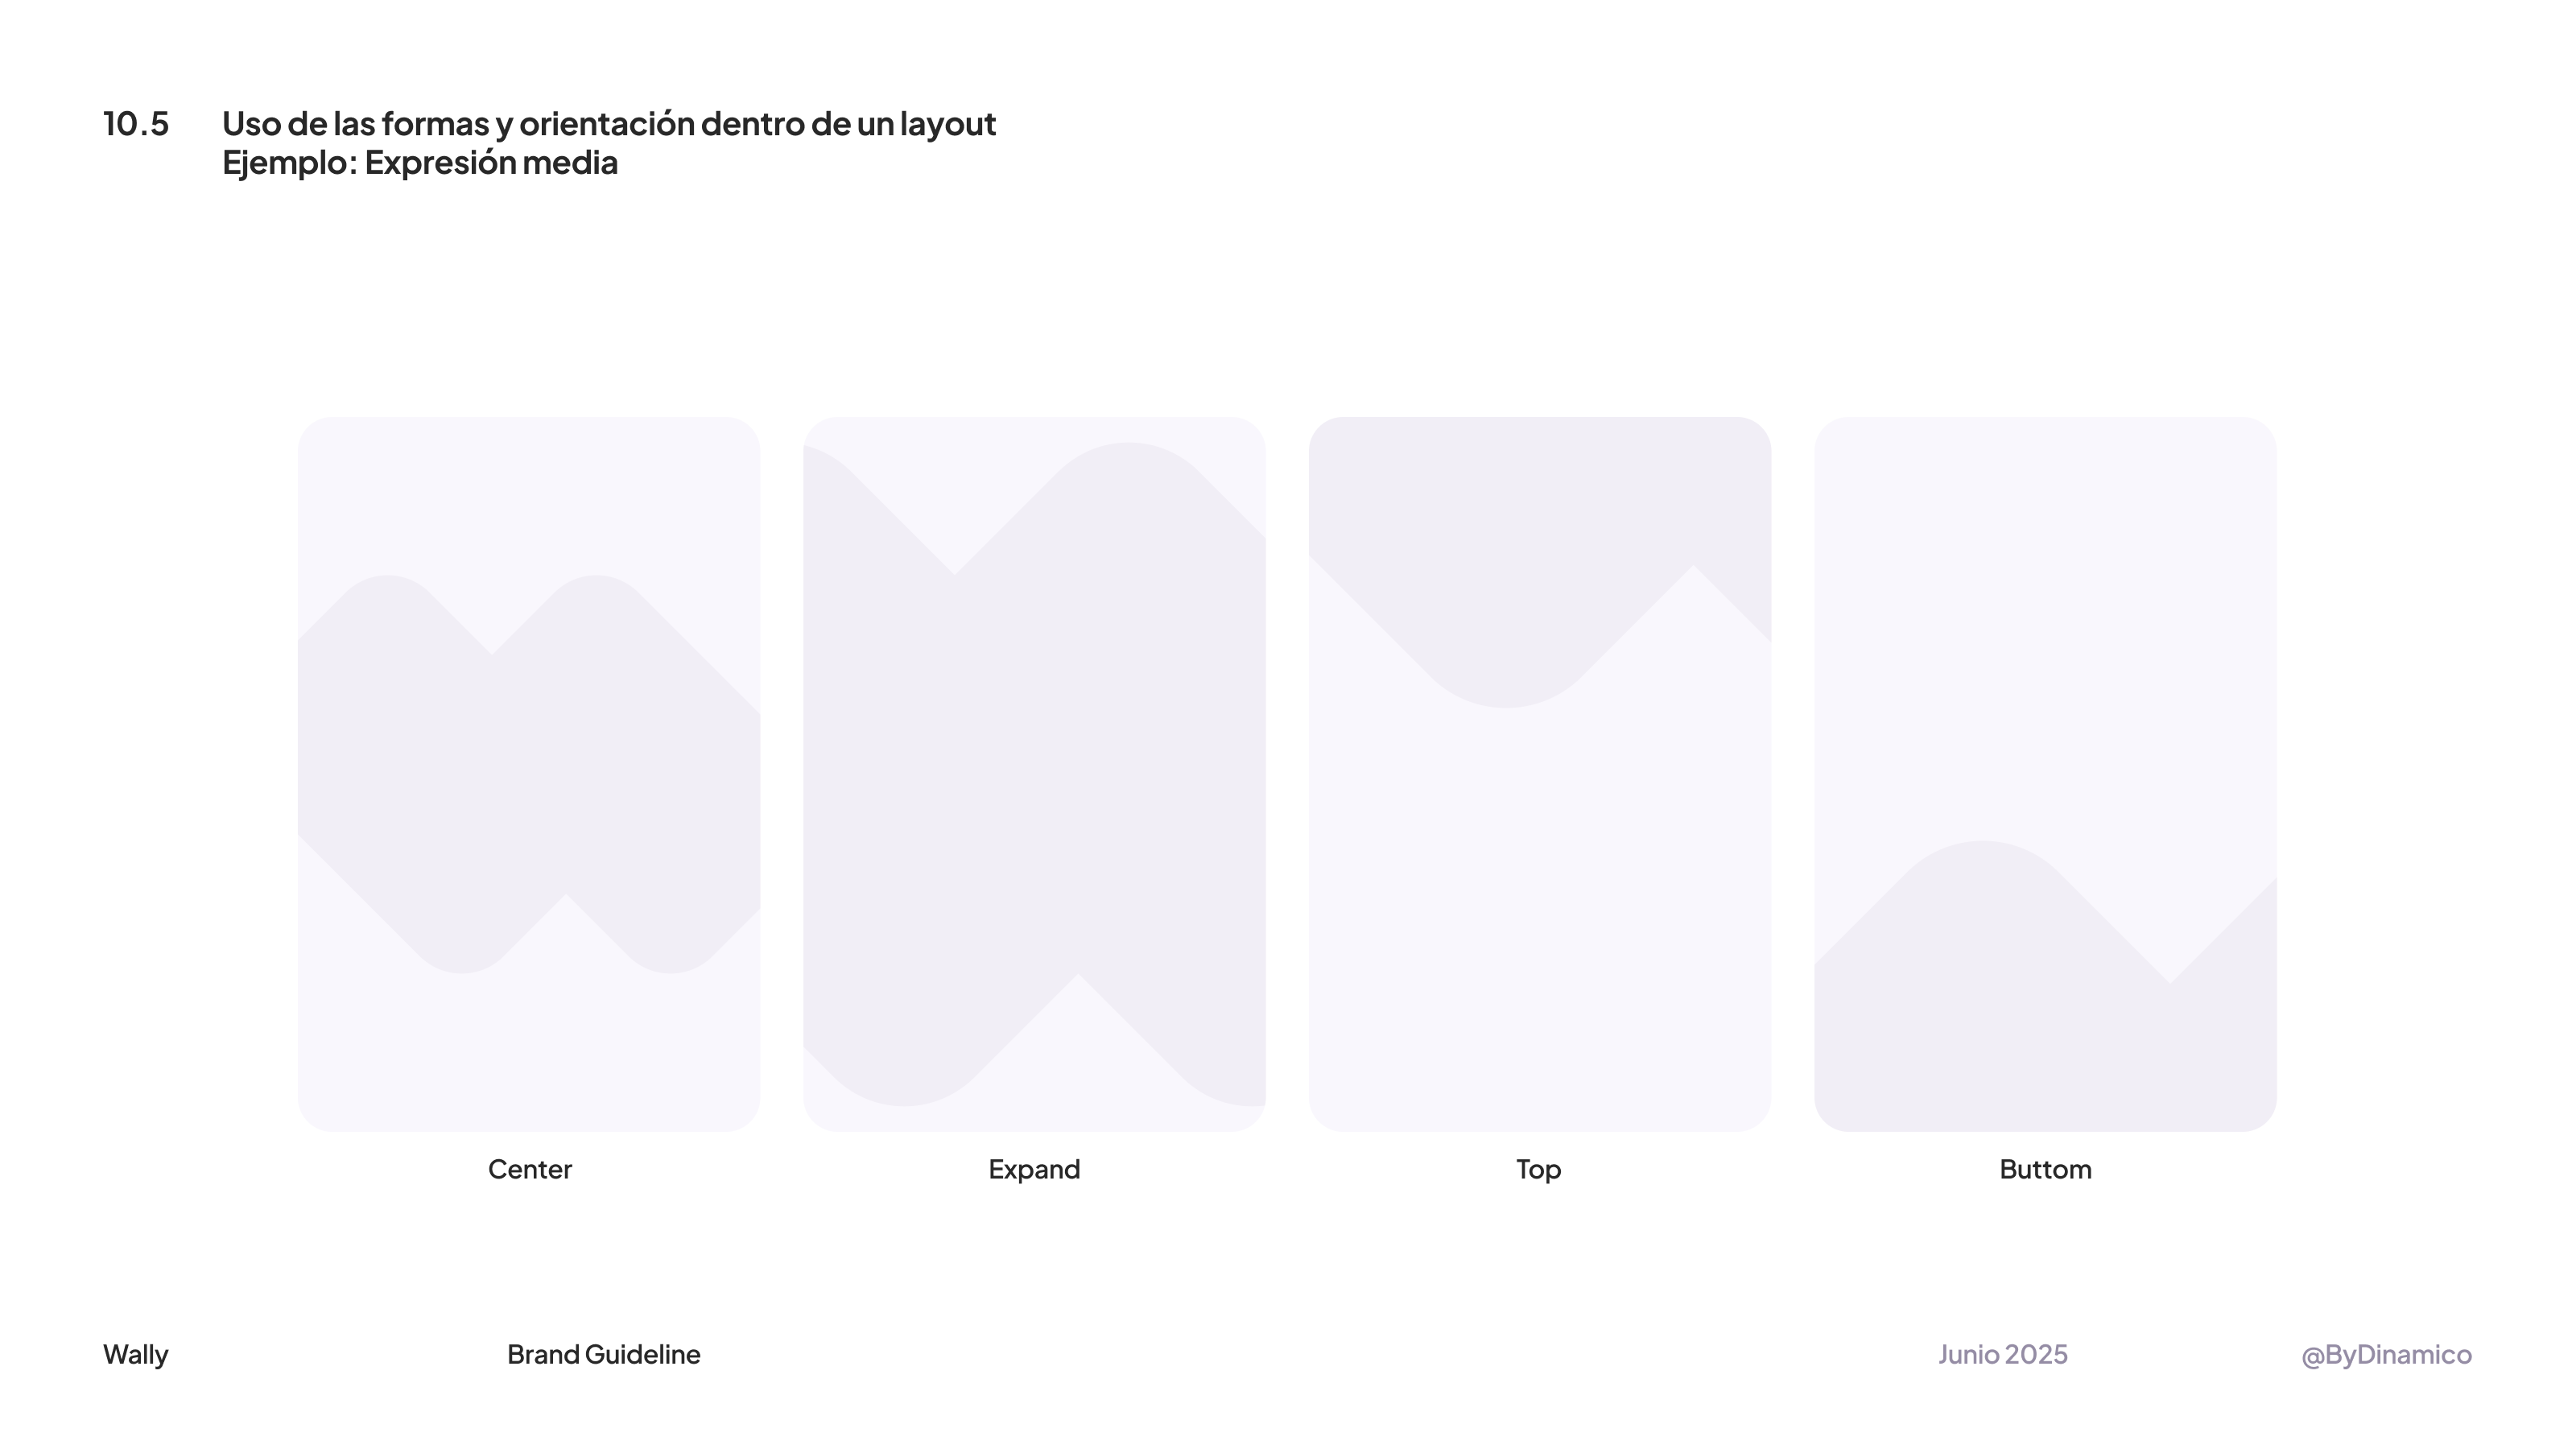 10.5 Uso de las formas y orientación dentro de un layout
Ejemplo: Expresión media
Center
Expand
Top
Buttom
Wally
Brand Guideline
Junio 2025
@ByDinamico